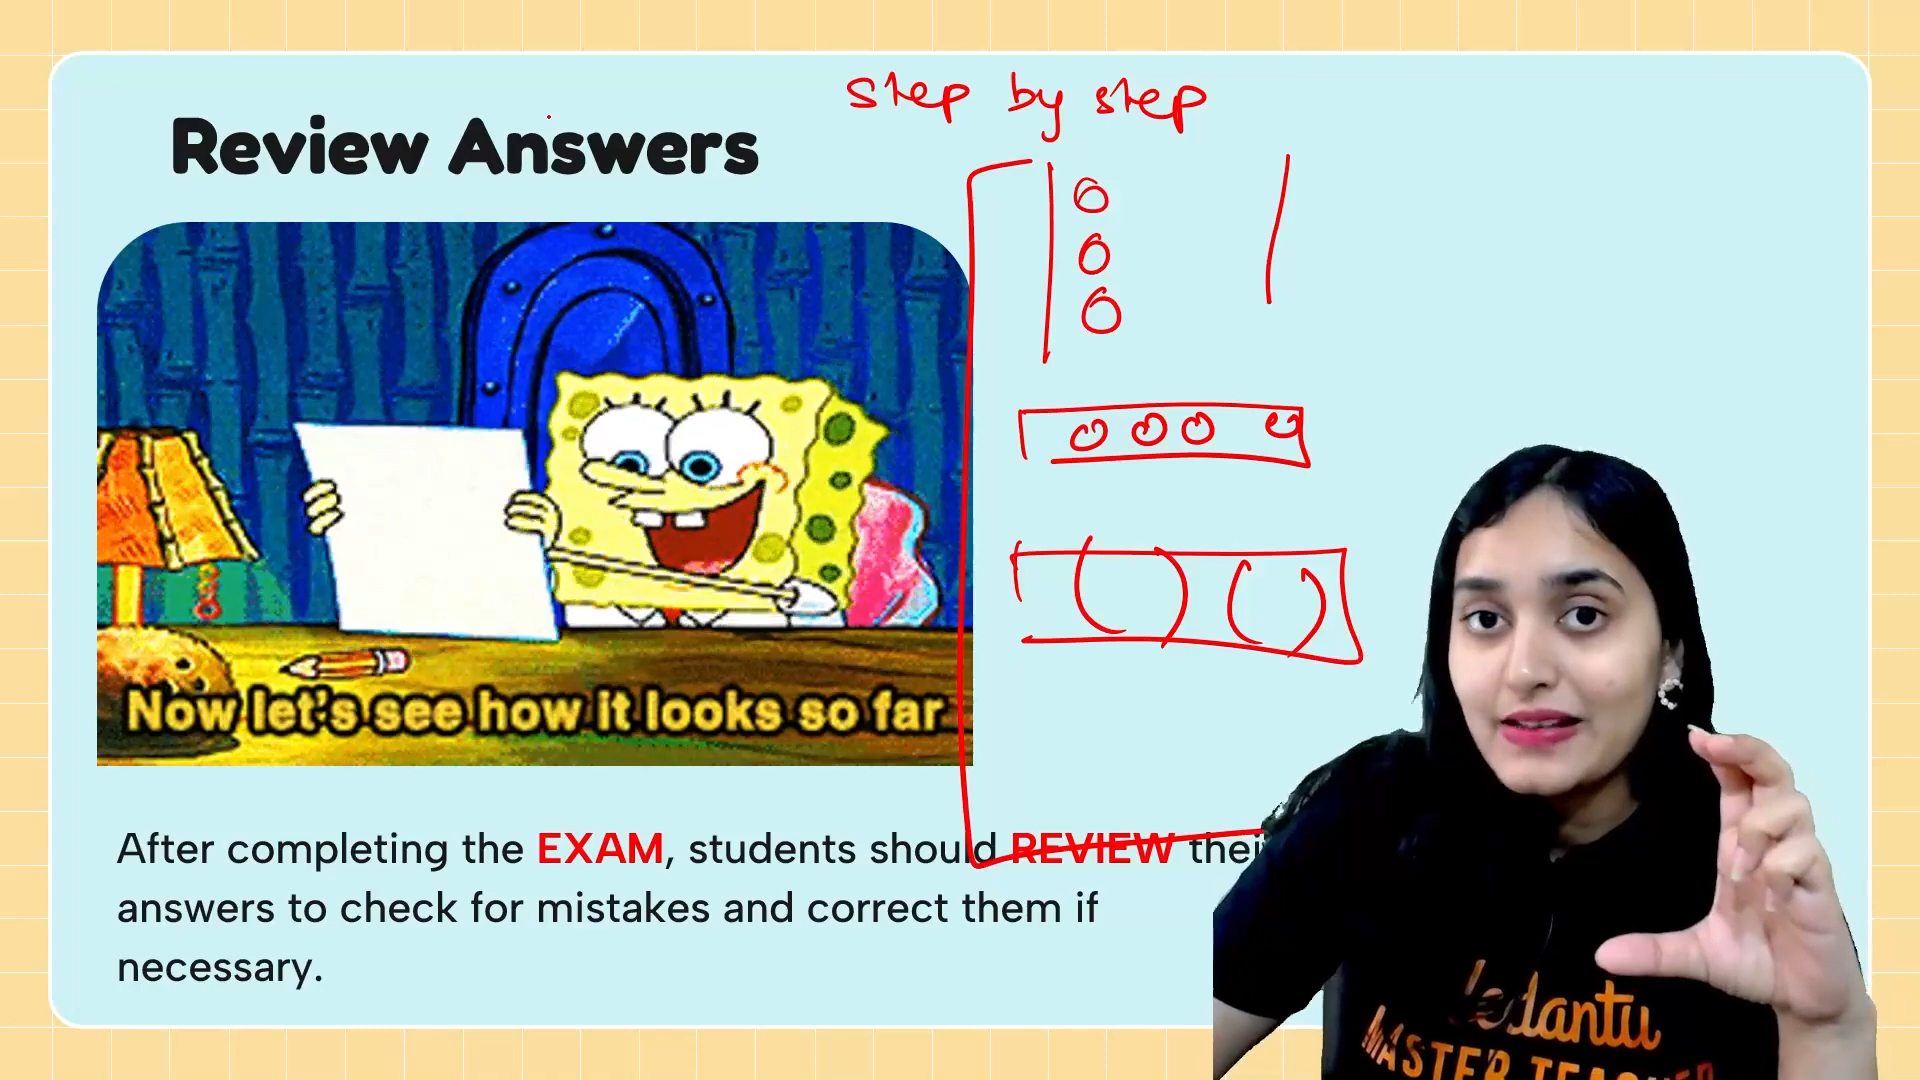 step by step
Review Answers
Now let's see how it looks so far
After completing the EXAM, students should REVIEW their
answers to check for mistakes and correct them if
necessary.
Vedantu
MASTER TEACHER